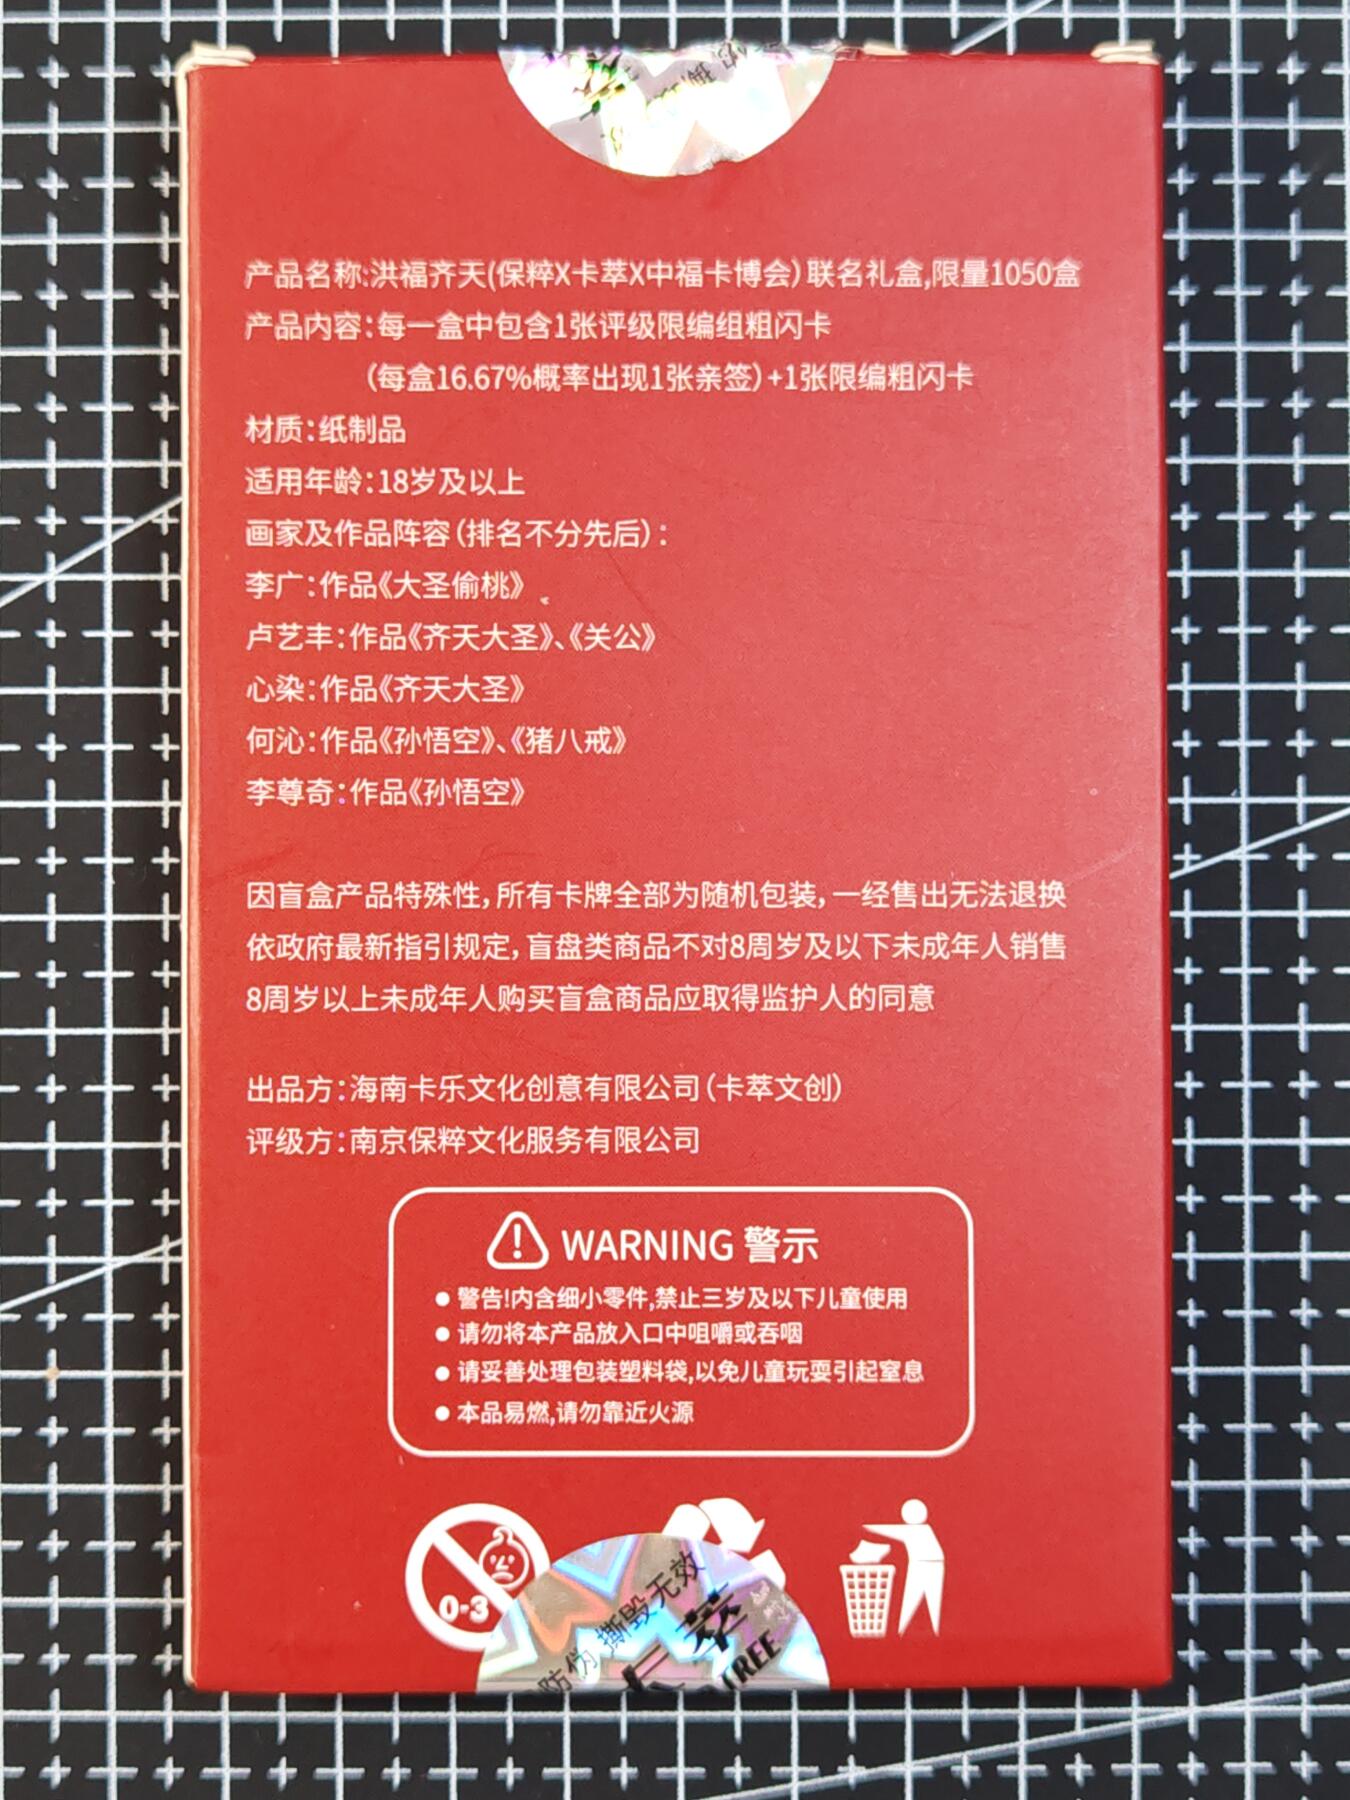 产品名称:洪福齐天(保粹X卡萃X中福卡博会)联名礼盒,限量1050盒
产品内容:每一盒中包含1张评级限编组粗闪卡
(每盒16.67%概率出现1张亲签)+1张限编粗闪卡
材质:纸制品
适用年龄:18岁及以上
画家及作品阵容(排名不分先后):
李广:作品《大圣偷桃》
卢艺丰:作品《齐天大圣》、《关公》
心染:作品《齐天大圣》
何沁:作品《孙悟空》、《猪八戒》
李尊奇:作品《孙悟空》
因盲盒产品特殊性,所有卡牌全部为随机包装,一经售出无法退换
依政府最新指引规定,盲盘类商品不对8周岁及以下未成年人销售
8周岁以上未成年人购买盲盒商品应取得监护人的同意
出品方:海南卡乐文化创意有限公司(卡萃文创)
评级方:南京保粹文化服务有限公司
WARNING 警示
警告!内含细小零件,禁止三岁及以下儿童使用
请勿将本产品放入口中咀嚼或吞咽
请妥善处理包装塑料袋,以免儿童玩耍引起窒息
本品易燃,请勿靠近火源
0-3
防伪 撕毁无效
萃
TREE